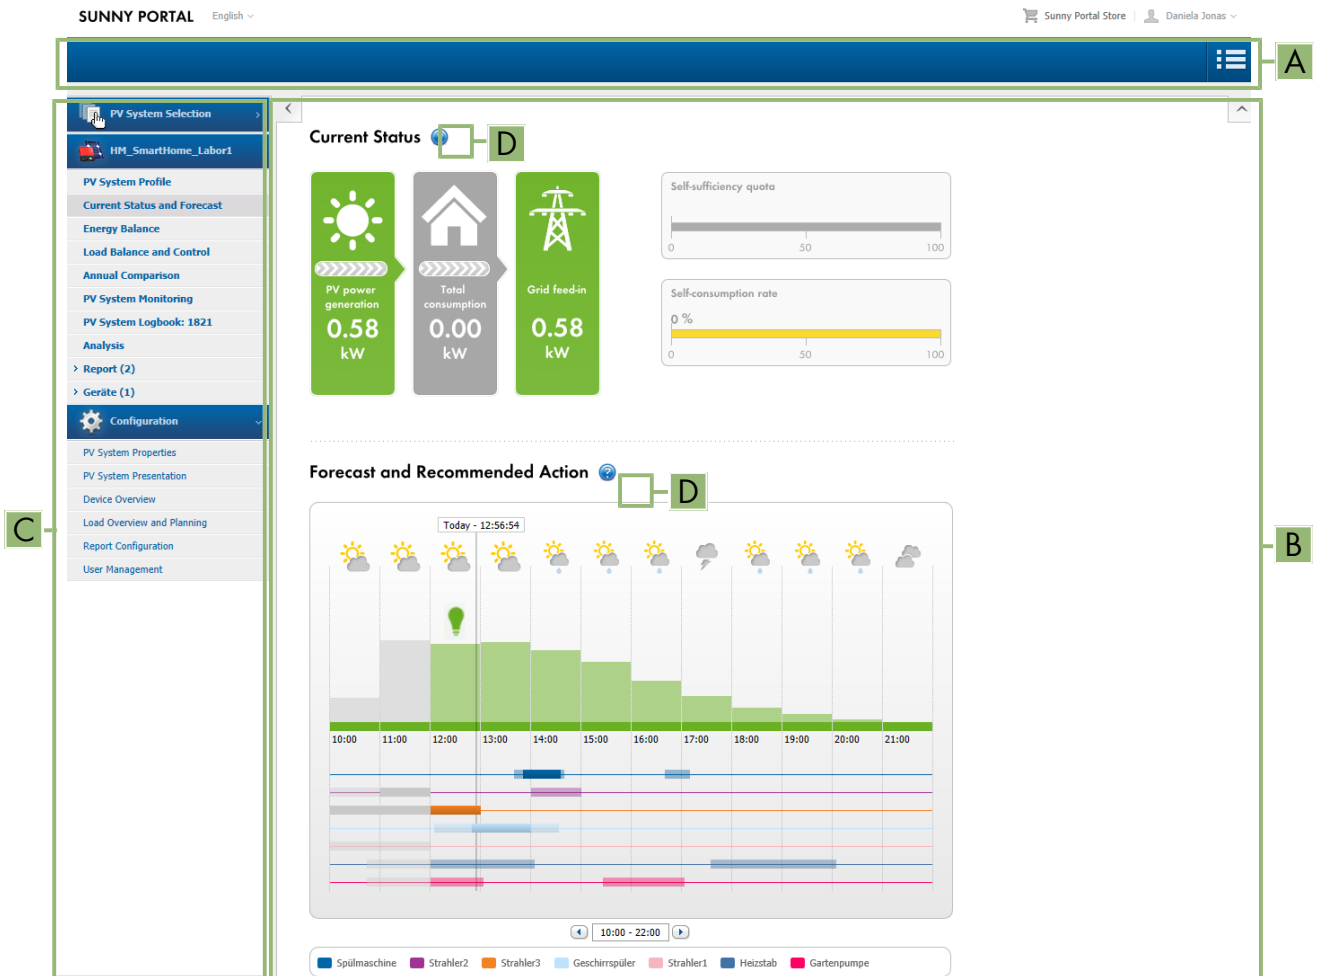 SUNNY PORTAL English
Sunny Portal Store Daniela Jonas
A
PV System Selection
HM_SmartHome_Labor1
PV System Profile
Current Status and Forecast
Energy Balance
Load Balance and Control
Annual Comparison
PV System Monitoring
PV System Logbook: 1821
Analysis
Report (2)
Geräte (1)
Configuration
PV System Properties
PV System Presentation
Device Overview
Load Overview and Planning
Report Configuration
User Management
C
Current Status ? D
PV power generation
0.58 kW
Total consumption
0.00 kW
Grid feed-in
0.58 kW
Self-sufficiency quota
0 50 100
Self-consumption rate
0 %
0 50 100
Forecast and Recommended Action ? D
B
Today - 12:56:54
10:00 11:00 12:00 13:00 14:00 15:00 16:00 17:00 18:00 19:00 20:00 21:00
10:00 - 22:00
Spülmaschine Strahler2 Strahler3 Geschirrspüler Strahler1 Heizstab Gartenpumpe